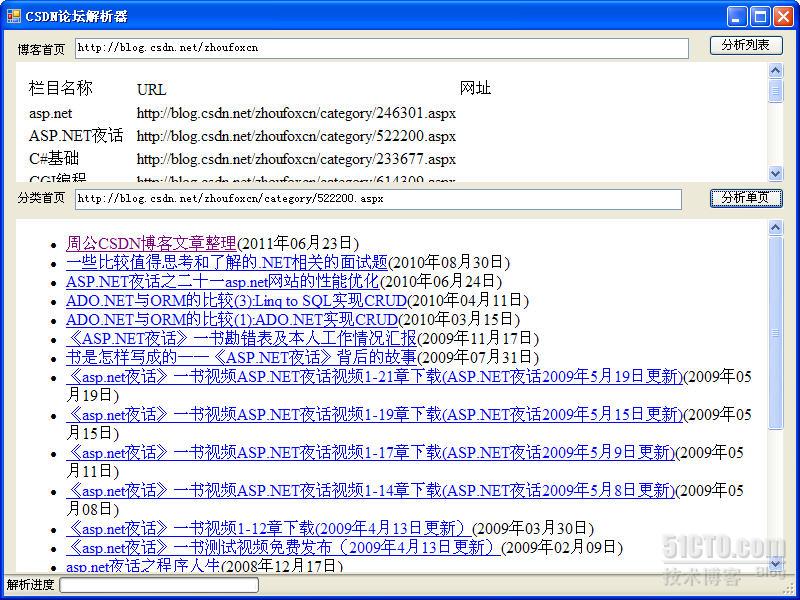 CSDN论坛解析器
博客首页 http://blog.csdn.net/zhoufoxcn 分析列表
栏目名称 URL 网址
asp.net http://blog.csdn.net/zhoufoxcn/category/246301.aspx
ASP.NET夜话 http://blog.csdn.net/zhoufoxcn/category/522200.aspx
C#基础 http://blog.csdn.net/zhoufoxcn/category/233677.aspx
CGI编程 http://blog.csdn.net/zhoufoxcn/category/614309.aspx
分类首页 http://blog.csdn.net/zhoufoxcn/category/522200.aspx 分析单页
周公CSDN博客文章整理(2011年06月23日)
一些比较值得思考和了解的.NET相关的面试题(2010年08月30日)
ASP.NET夜话之二十一asp.net网站的性能优化(2010年06月24日)
ADO.NET与ORM的比较(3):Linq to SQL实现CRUD(2010年04月11日)
ADO.NET与ORM的比较(1):ADO.NET实现CRUD(2010年03月15日)
《ASP.NET夜话》一书勘错表及本人工作情况汇报(2009年11月17日)
书是怎样写成的——《ASP.NET夜话》背后的故事(2009年07月31日)
《asp.net夜话》一书视频ASP.NET夜话视频1-21章下载(ASP.NET夜话2009年5月19日更新)(2009年05
月19日)
《asp.net夜话》一书视频ASP.NET夜话视频1-19章下载(ASP.NET夜话2009年5月15日更新)(2009年05
月15日)
《asp.net夜话》一书视频ASP.NET夜话视频1-17章下载(ASP.NET夜话2009年5月9日更新)(2009年05
月11日)
《asp.net夜话》一书视频ASP.NET夜话视频1-14章下载(ASP.NET夜话2009年5月8日更新)(2009年05
月08日)
《asp.net夜话》一书视频1-12章下载(2009年4月13日更新）(2009年03月30日)
《asp.net夜话》一书测试视频免费发布（2009年4月13日更新）(2009年02月09日)
asp.net夜话之程序人生(2008年12月17日)
51CTO.com
技术博客 Blog
解析进度